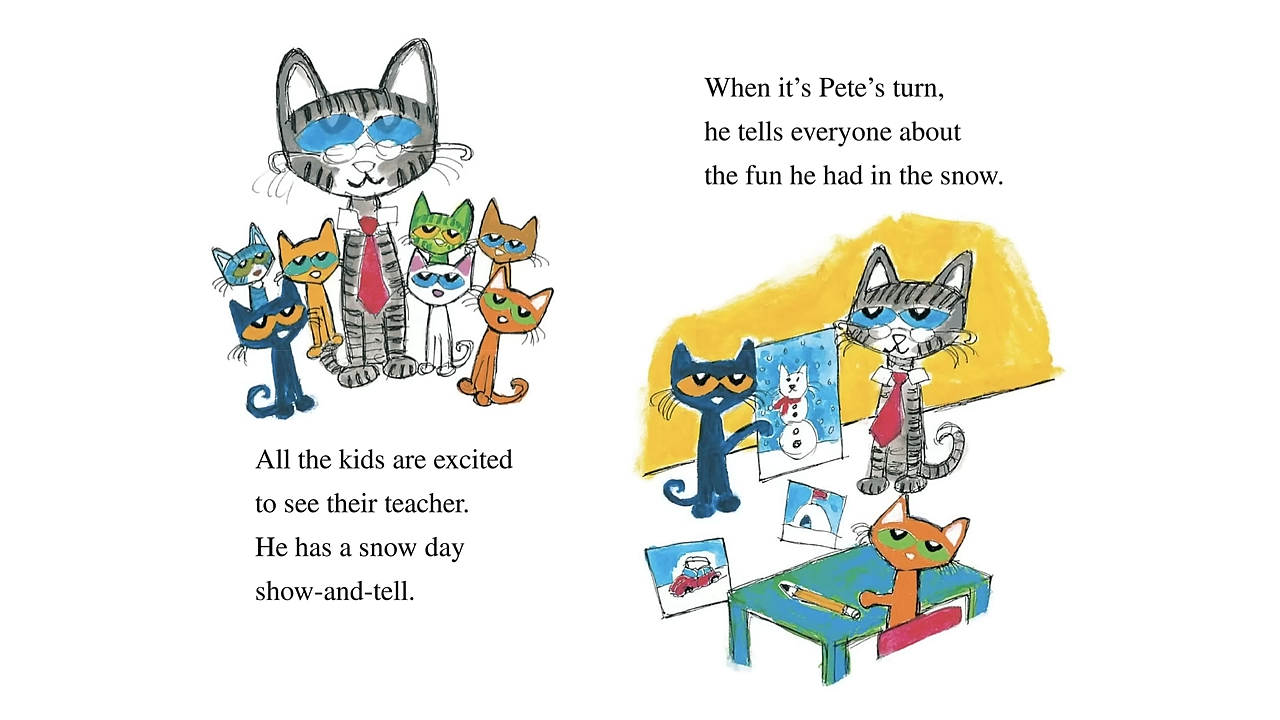 All the kids are excited
to see their teacher.
He has a snow day
show-and-tell.
When it’s Pete’s turn,
he tells everyone about
the fun he had in the snow.